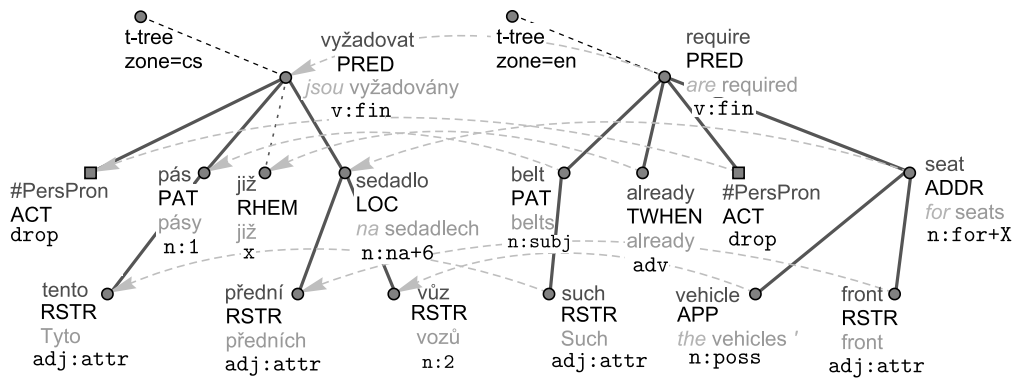 t-tree
zone=cs
vyžadovat
PRED
jsou vyžadovány
v:fin
#PersPron
ACT
drop
pás
PAT
pásy
n:1
již
RHEM
již
x
sedadlo
LOC
na sedadlech
n:na+6
tento
RSTR
Tyto
adj:attr
přední
RSTR
předních
adj:attr
vůz
RSTR
vozů
n:2
t-tree
zone=en
require
PRED
are required
v:fin
belt
PAT
belts
n:subj
already
TWHEN
already
adv
#PersPron
ACT
drop
seat
ADDR
for seats
n:for+X
such
RSTR
Such
adj:attr
vehicle
APP
the vehicles '
n:poss
front
RSTR
front
adj:attr